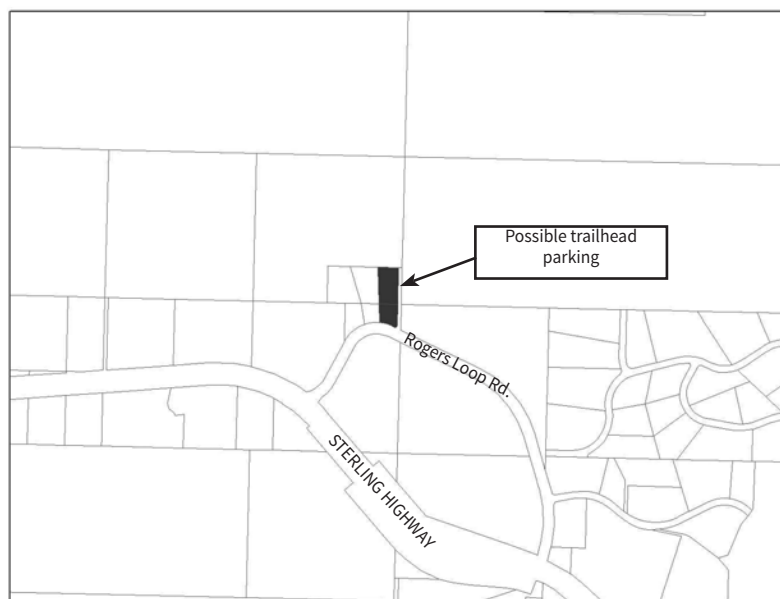 Possible trailhead
parking
Rogers Loop Rd.
STERLING HIGHWAY